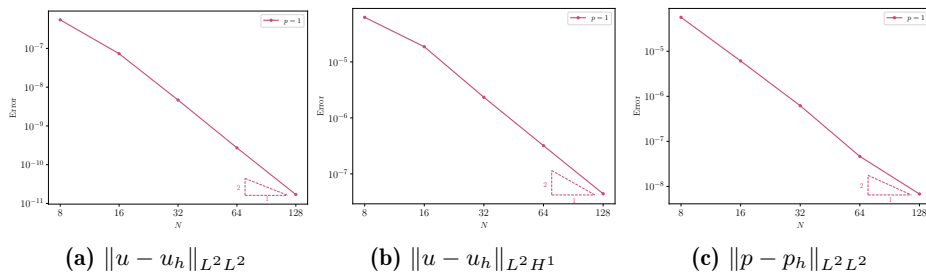 10⁻⁷
10⁻⁸
10⁻⁹
10⁻¹⁰
10⁻¹¹
Error
p = 1
2
1
8 16 32 64 128
N
(a) ‖u − u_h‖_{L²L²}
10⁻⁵
10⁻⁶
10⁻⁷
Error
p = 1
2
1
8 16 32 64 128
N
(b) ‖u − u_h‖_{L²H¹}
10⁻⁵
10⁻⁶
10⁻⁷
10⁻⁸
Error
p = 1
2
1
8 16 32 64 128
N
(c) ‖p − p_h‖_{L²L²}